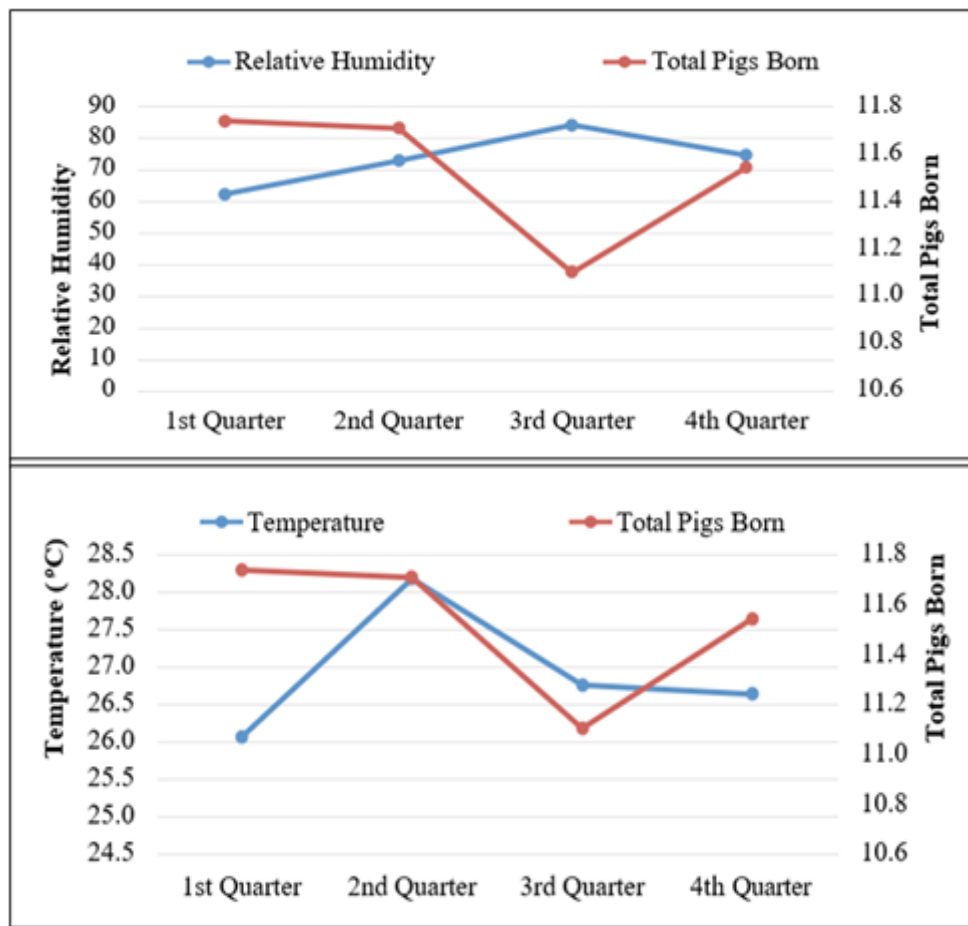 Relative Humidity Total Pigs Born
90 11.8
80 11.6
70 11.4
60 11.2
50 11.0
40 10.8
30 10.6
20
10
0
Relative Humidity
Total Pigs Born
1st Quarter 2nd Quarter 3rd Quarter 4th Quarter
Temperature Total Pigs Born
28.5 11.8
28.0 11.6
27.5 11.4
27.0 11.2
26.5 11.0
26.0 10.8
25.5 10.6
25.0
24.5
Temperature (°C)
Total Pigs Born
1st Quarter 2nd Quarter 3rd Quarter 4th Quarter